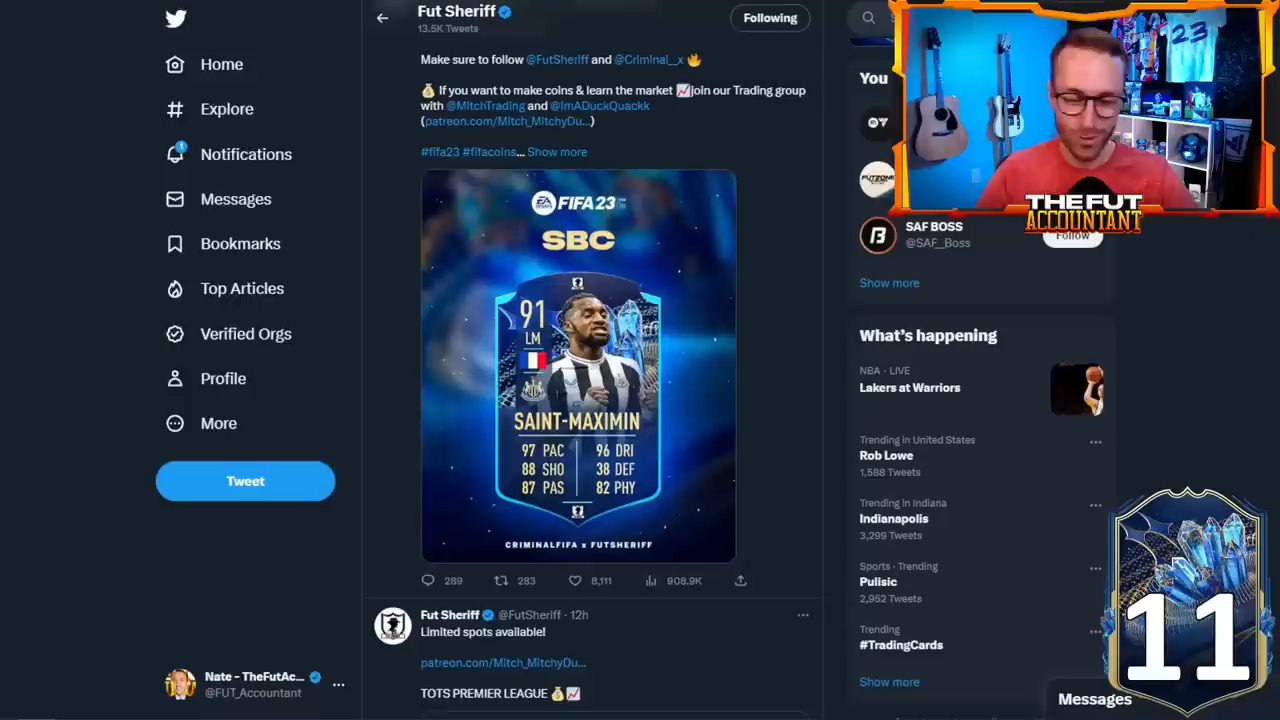 Home
Explore
Notifications
1
Messages
Bookmarks
Top Articles
Verified Orgs
Profile
More
Tweet
Nate - TheFutAc...
@FUT_Accountant
Fut Sheriff
13.5K Tweets
Following
Make sure to follow @FutSheriff and @Criminal__x 🔥
💰 If you want to make coins & learn the market 📈Join our Trading group
with @MitchTrading and @ImADuckQuackk
(patreon.com/Mitch_MitchyDu...)
#fifa23 #fifacoins... Show more
EA SPORTS FIFA 23
SBC
91
LM
SAINT-MAXIMIN
97 PAC 96 DRI
88 SHO 38 DEF
87 PAS 82 PHY
CRIMINALFIFA x FUTSHERIFF
289 283 8,111 908.9K
Fut Sheriff @FutSheriff · 12h
Limited spots available!
patreon.com/Mitch_MitchyDu...
TOTS PREMIER LEAGUE 💰📈
You
FUTZONE
SAF BOSS
@SAF_Boss
Follow
Show more
23
THE FUT
ACCOUNTANT
What's happening
NBA · LIVE
Lakers at Warriors
Trending in United States
Rob Lowe
1,588 Tweets
Trending in Indiana
Indianapolis
3,299 Tweets
Sports · Trending
Pulisic
2,952 Tweets
Trending
#TradingCards
Show more
Messages
11